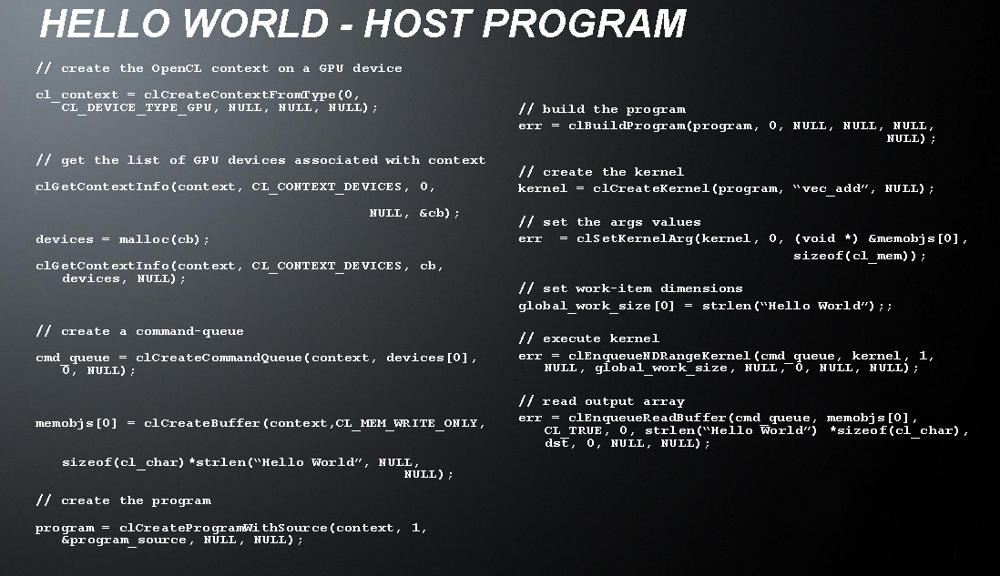 HELLO WORLD - HOST PROGRAM
// create the OpenCL context on a GPU device
cl_context = clCreateContextFromType(0,
CL_DEVICE_TYPE_GPU, NULL, NULL, NULL);
// get the list of GPU devices associated with context
clGetContextInfo(context, CL_CONTEXT_DEVICES, 0,
NULL, &cb);
devices = malloc(cb);
clGetContextInfo(context, CL_CONTEXT_DEVICES, cb,
devices, NULL);
// create a command-queue
cmd_queue = clCreateCommandQueue(context, devices[0],
0, NULL);
memobjs[0] = clCreateBuffer(context,CL_MEM_WRITE_ONLY,
sizeof(cl_char)*strlen(“Hello World”, NULL,
NULL);
// create the program
program = clCreateProgramWithSource(context, 1,
&program_source, NULL, NULL);
// build the program
err = clBuildProgram(program, 0, NULL, NULL, NULL,
NULL);
// create the kernel
kernel = clCreateKernel(program, “vec_add”, NULL);
// set the args values
err  = clSetKernelArg(kernel, 0, (void *) &memobjs[0],
sizeof(cl_mem));
// set work-item dimensions
global_work_size[0] = strlen(“Hello World”);;
// execute kernel
err = clEnqueueNDRangeKernel(cmd_queue, kernel, 1,
NULL, global_work_size, NULL, 0, NULL, NULL);
// read output array
err = clEnqueueReadBuffer(cmd_queue, memobjs[0],
CL_TRUE, 0, strlen(“Hello World”) *sizeof(cl_char),
dst, 0, NULL, NULL);